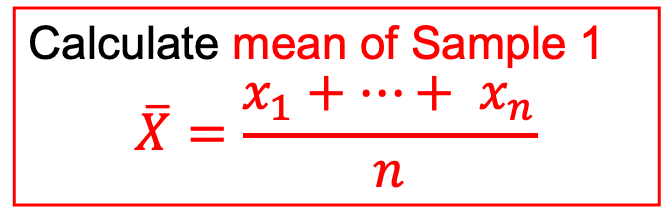 Calculate mean of Sample 1
X̄ = x₁ + ⋯ + xₙ
n